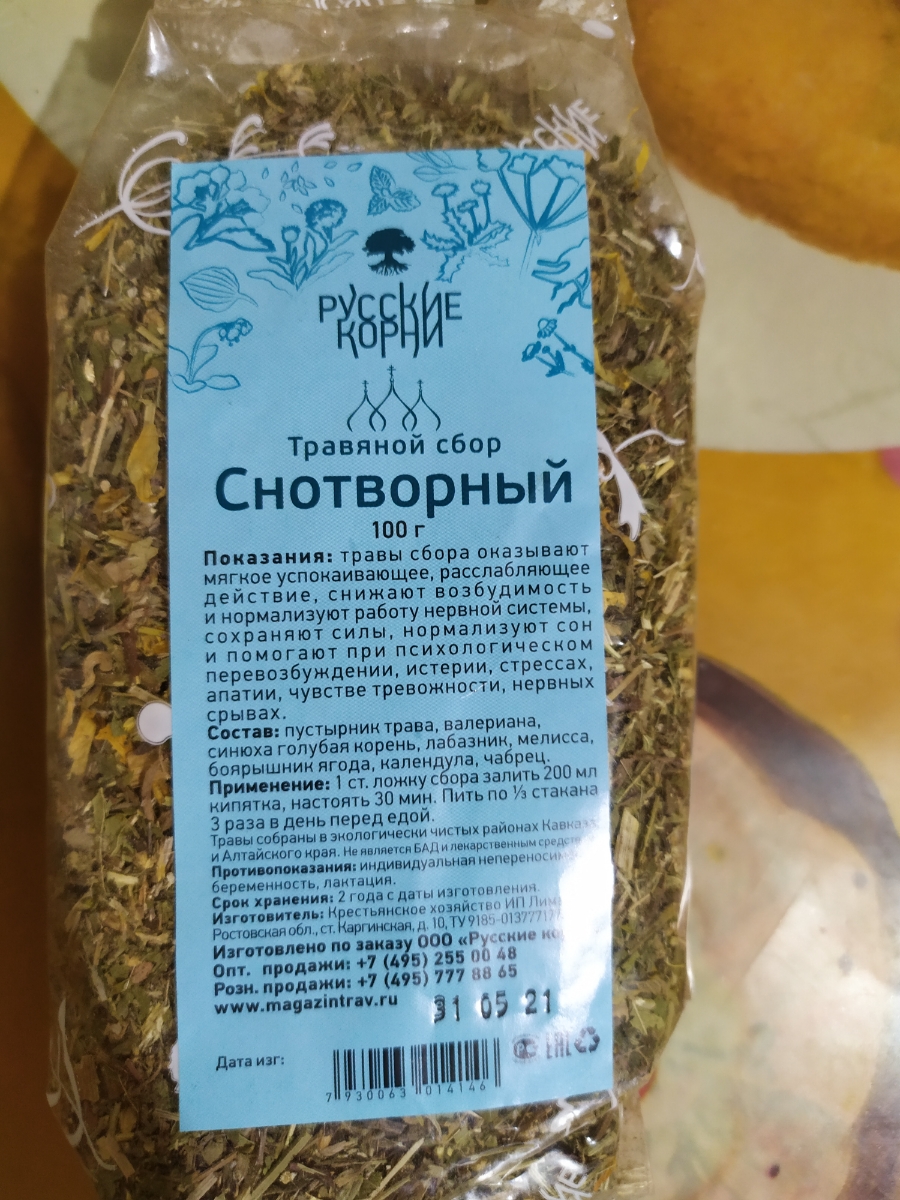 РУССКИЕ
КОРНИ
Травяной сбор
Снотворный
100 г
Показания: травы сбора оказывают
мягкое успокаивающее, расслабляющее
действие, снижают возбудимость
и нормализуют работу нервной системы,
сохраняют силы, нормализуют сон
и помогают при психологическом
перевозбуждении, истерии, стрессах,
апатии, чувстве тревожности, нервных
срывах.
Состав: пустырник трава, валериана,
синюха голубая корень, лабазник, мелисса,
боярышник ягода, календула, чабрец.
Применение: 1 ст. ложку сбора залить 200 мл
кипятка, настоять 30 мин. Пить по ⅓ стакана
3 раза в день перед едой.
Травы собраны в экологически чистых районах Кавказа
и Алтайского края. Не является БАД и лекарственным
Противопоказания: индивидуальная
беременность, лактация.
Срок хранения: 2 года с даты изготовления.
Изготовитель: Крестьянское хозяйство ИП
Ростовская обл., ст. Каргинская, д. 10, ТУ
Изготовлено по заказу ООО «Русские
Опт. продажи: +7 (495) 255 00 48
Розн. продажи: +7 (495) 777 88 65
www.magazintrav.ru
31 05 21
Дата изг:
EAC
7 930063 014146